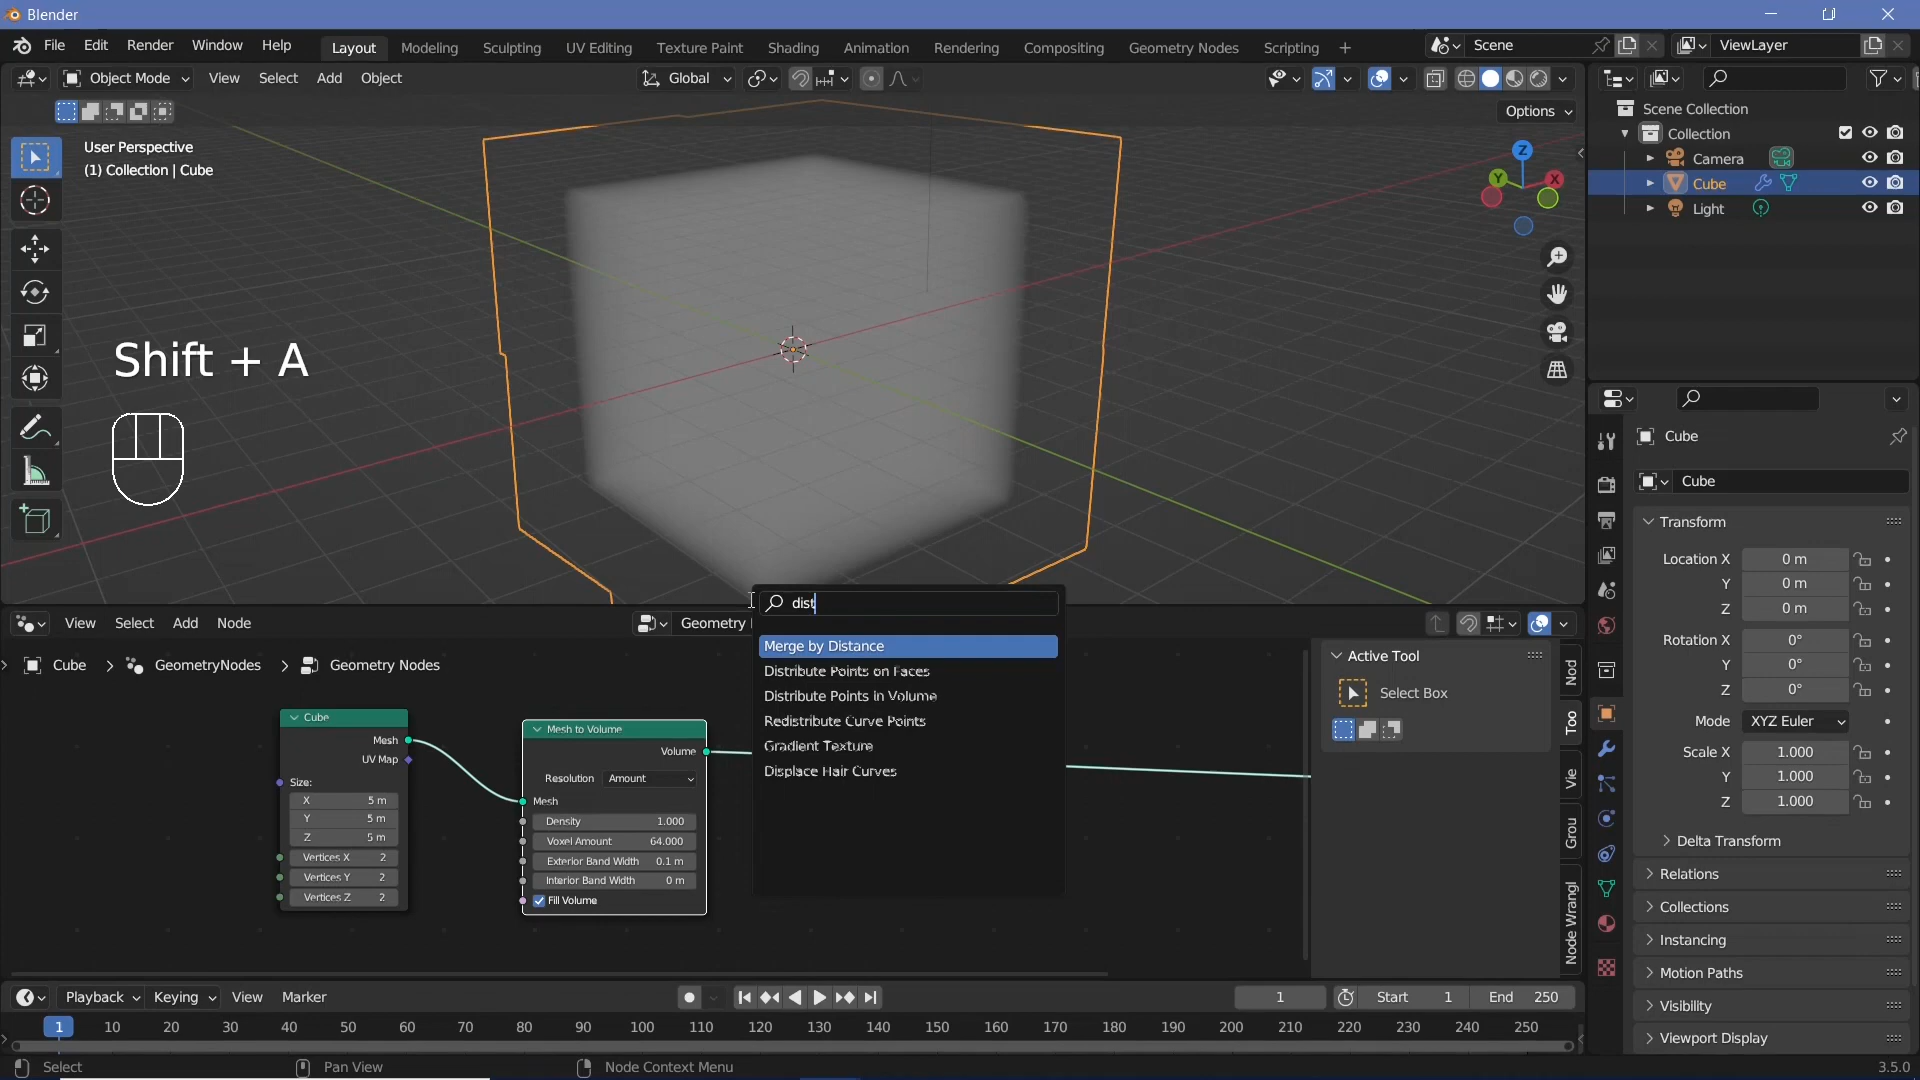 Blender
File Edit Render Window Help
Layout Modeling Sculpting UV Editing Texture Paint Shading Animation Rendering Compositing Geometry Nodes Scripting +
Scene
ViewLayer
Object Mode View Select Add Object
Global
Options
User Perspective
(1) Collection | Cube
Z
Y
X
Shift + A
Scene Collection
Collection
Camera
Cube
Light
Cube
Cube
Transform
Location X 0 m
Y 0 m
Z 0 m
Rotation X 0°
Y 0°
Z 0°
Mode XYZ Euler
Scale X 1.000
Y 1.000
Z 1.000
Delta Transform
Relations
Collections
Instancing
Motion Paths
Visibility
Viewport Display
View Select Add Node
Geometry
Cube > GeometryNodes > Geometry Nodes
dist
Merge by Distance
Distribute Points on Faces
Distribute Points in Volume
Redistribute Curve Points
Gradient Texture
Displace Hair Curves
Cube
Mesh
UV Map
Size:
X 5 m
Y 5 m
Z 5 m
Vertices X 2
Vertices Y 2
Vertices Z 2
Mesh to Volume
Volume
Resolution Amount
Mesh
Density 1.000
Voxel Amount 64.000
Exterior Band Width 0.1 m
Interior Band Width 0 m
Fill Volume
Active Tool
Select Box
Nod
Too
Vie
Grou
Node Wrangl
Playback Keying View Marker
1
Start 1
End 250
1 10 20 30 40 50 60 70 80 90 100 110 120 130 140 150 160 170 180 190 200 210 220 230 240 250
Select
Pan View
Node Context Menu
3.5.0